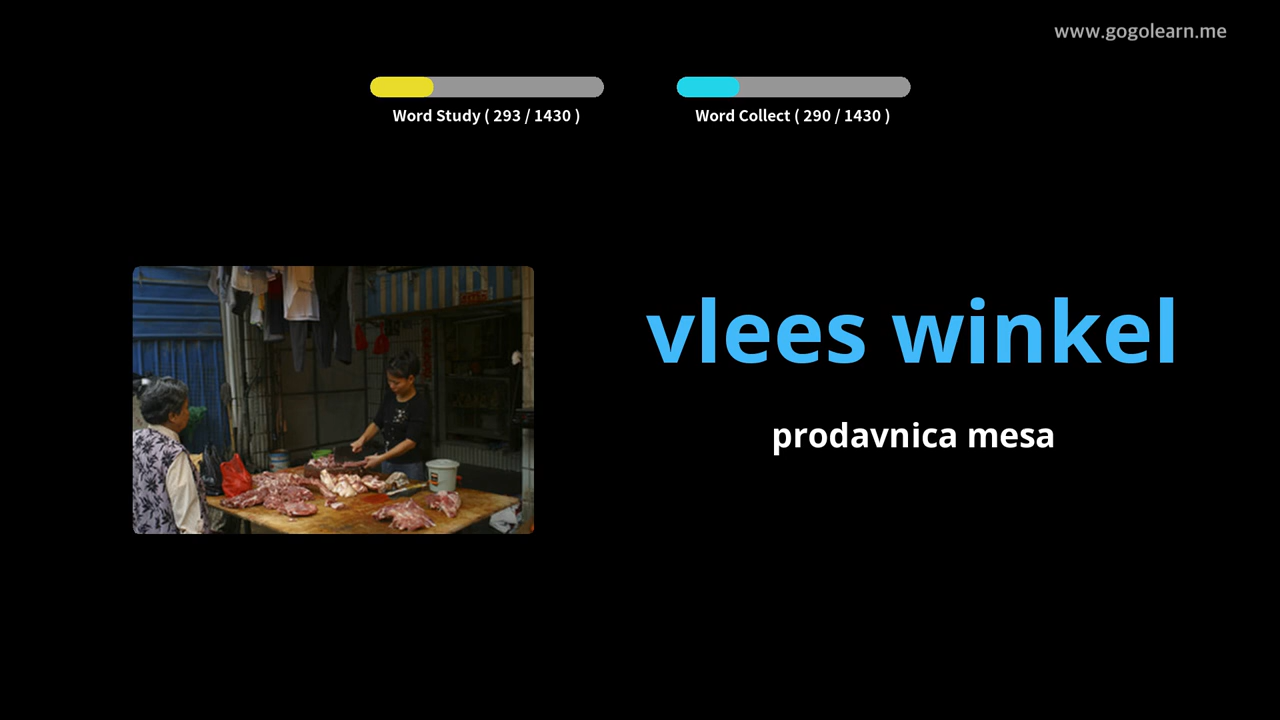 www.gogolearn.me
Word Study ( 293 / 1430 )
Word Collect ( 290 / 1430 )
vlees winkel
prodavnica mesa